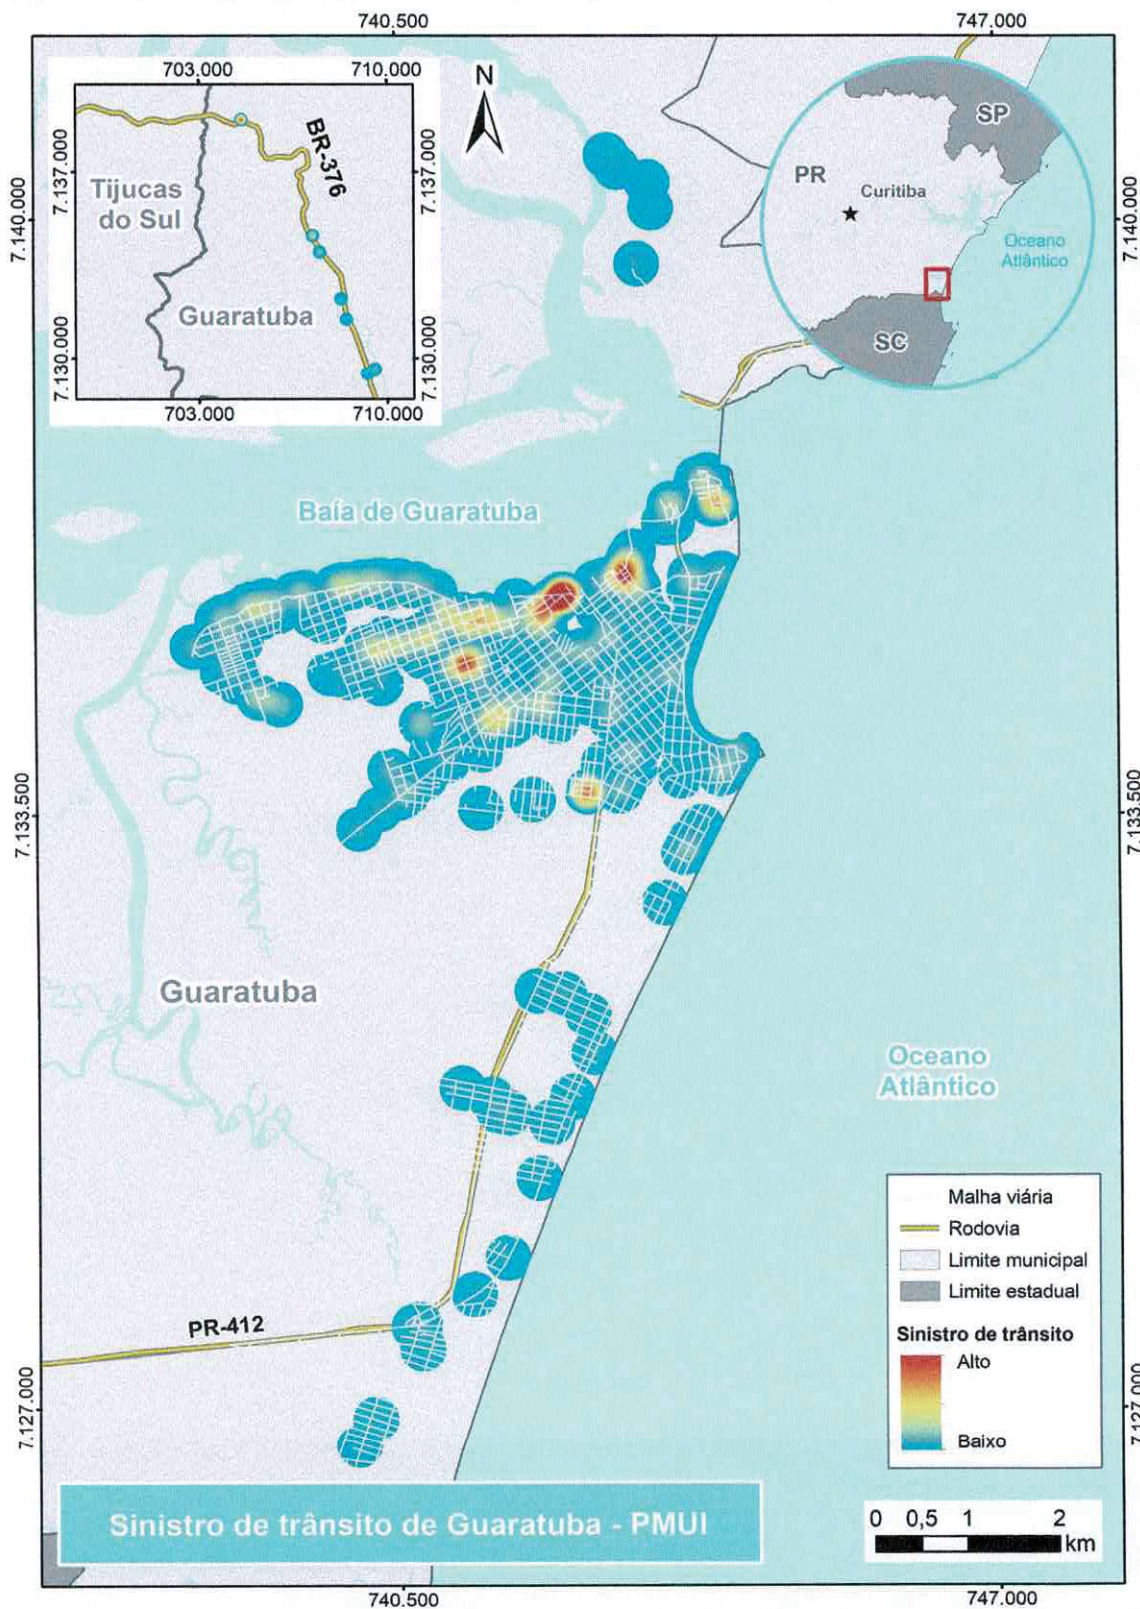 740.500
747.000
703.000
710.000
N
SP
BR-376
PR
7.137.000
7.137.000
Tijucas
do Sul
Curitiba
7.140.000
7.140.000
Oceano
Atlântico
Guaratuba
SC
7.130.000
7.130.000
703.000
710.000
Baía de Guaratuba
7.133.500
7.133.500
Guaratuba
Oceano
Atlântico
Malha viária
Rodovia
Limite municipal
Limite estadual
PR-412
Sinistro de trânsito
Alto
7.127.000
7.127.000
Baixo
Sinistro de trânsito de Guaratuba - PMUI
0 0,5 1 2
km
740.500
747.000